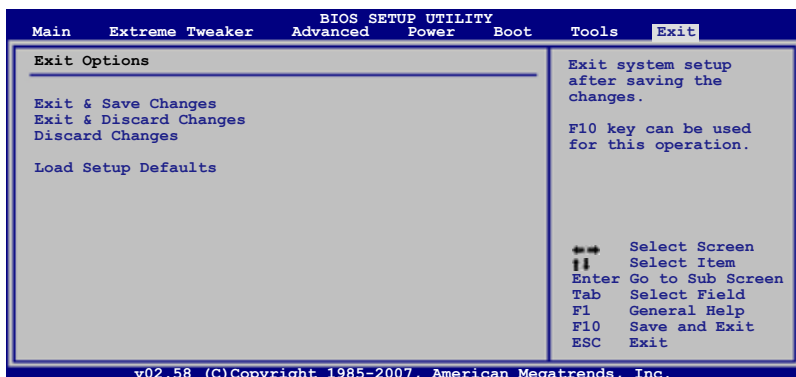 BIOS SETUP UTILITY
Main Extreme Tweaker Advanced Power Boot Tools Exit
Exit Options
Exit & Save Changes
Exit & Discard Changes
Discard Changes
Load Setup Defaults
Exit system setup
after saving the
changes.
F10 key can be used
for this operation.
Select Screen
Select Item
Enter Go to Sub Screen
Tab Select Field
F1 General Help
F10 Save and Exit
ESC Exit
v02.58 (C)Copyright 1985-2007, American Megatrends, Inc.